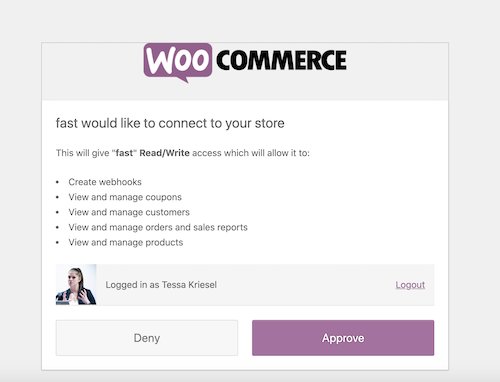 WOO COMMERCE
fast would like to connect to your store
This will give "fast" Read/Write access which will allow it to:
• Create webhooks
• View and manage coupons
• View and manage customers
• View and manage orders and sales reports
• View and manage products
Logged in as Tessa Kriesel Logout
Deny Approve